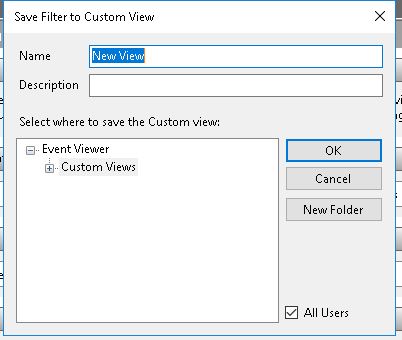 Save Filter to Custom View
Name
New View
Description
Select where to save the Custom view:
Event Viewer
Custom Views
OK
Cancel
New Folder
All Users